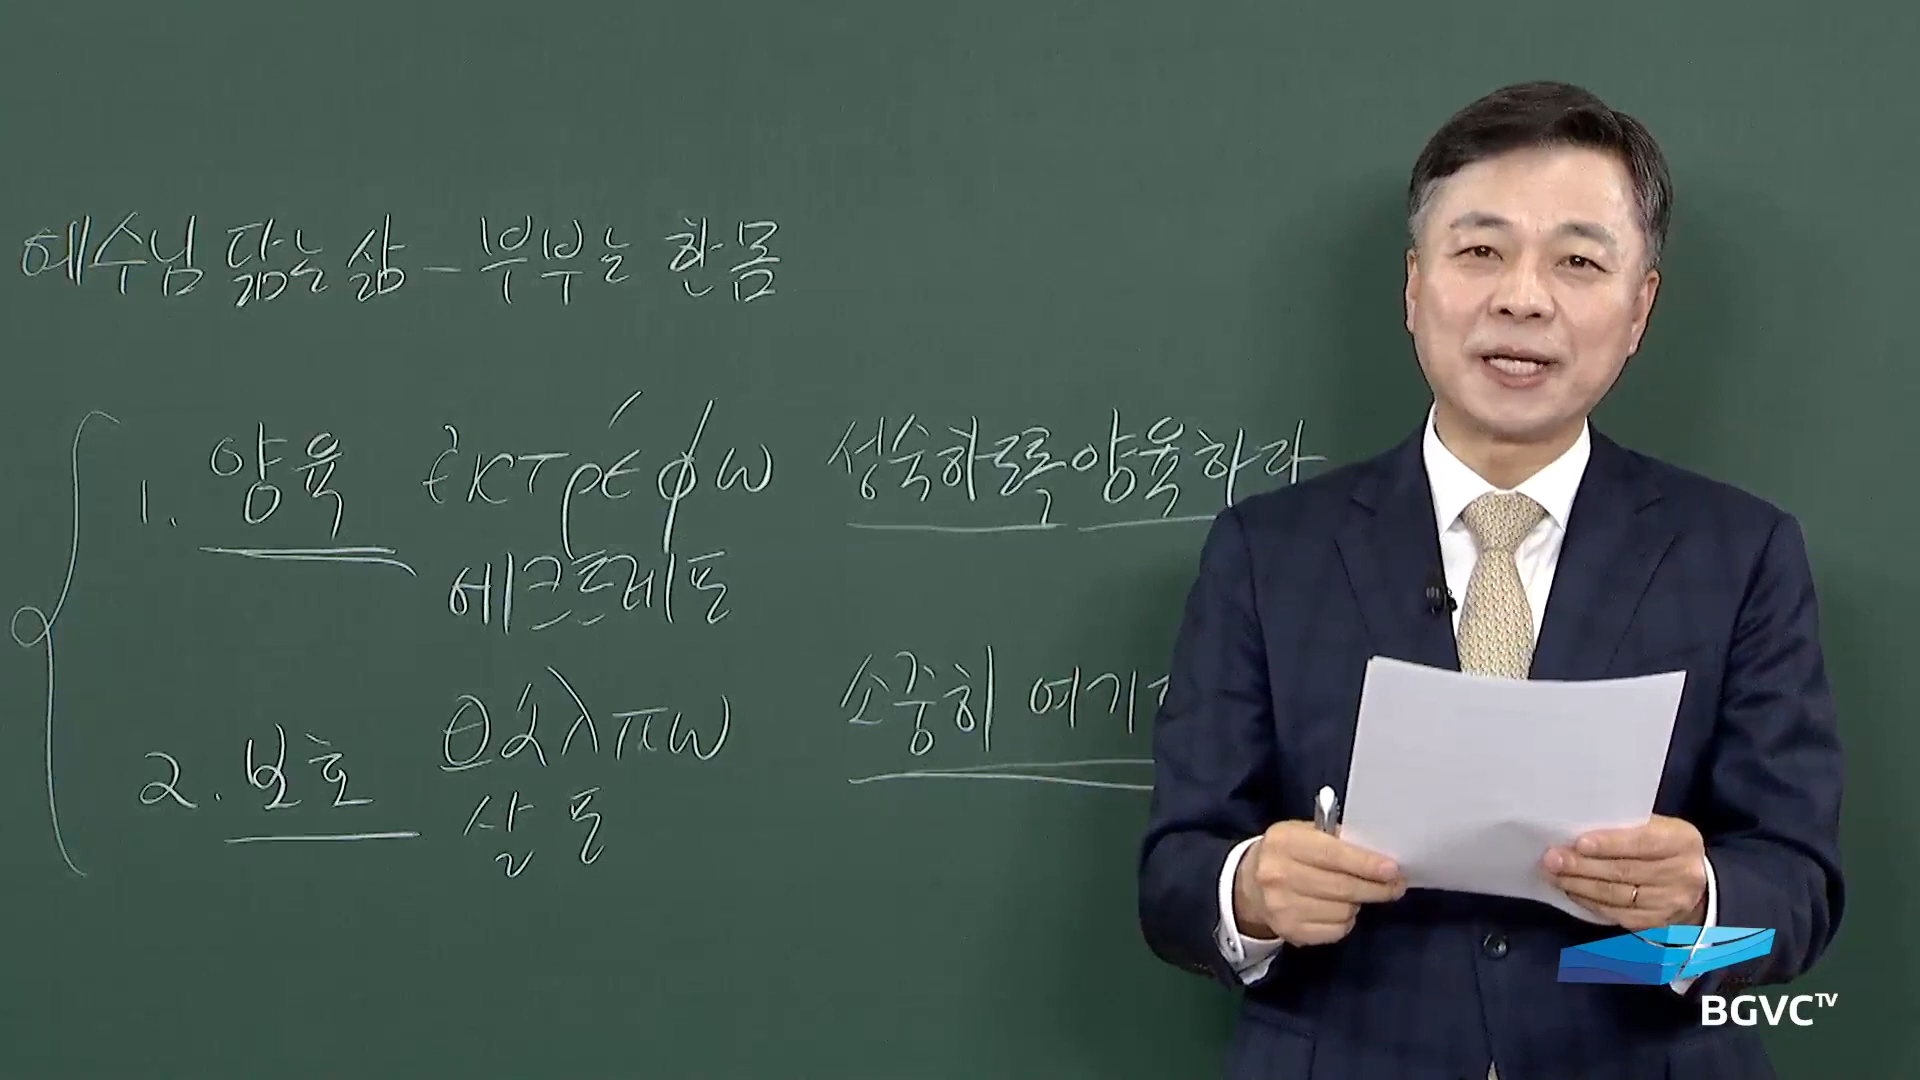 예수님 닮는 삶 - 부부는 한몸
1. 양육 ἐκτρέφω 성숙하도록 양육하라
에크트레포
2. 보호 θάλπω 소중히 여기
살포
BGVC TV